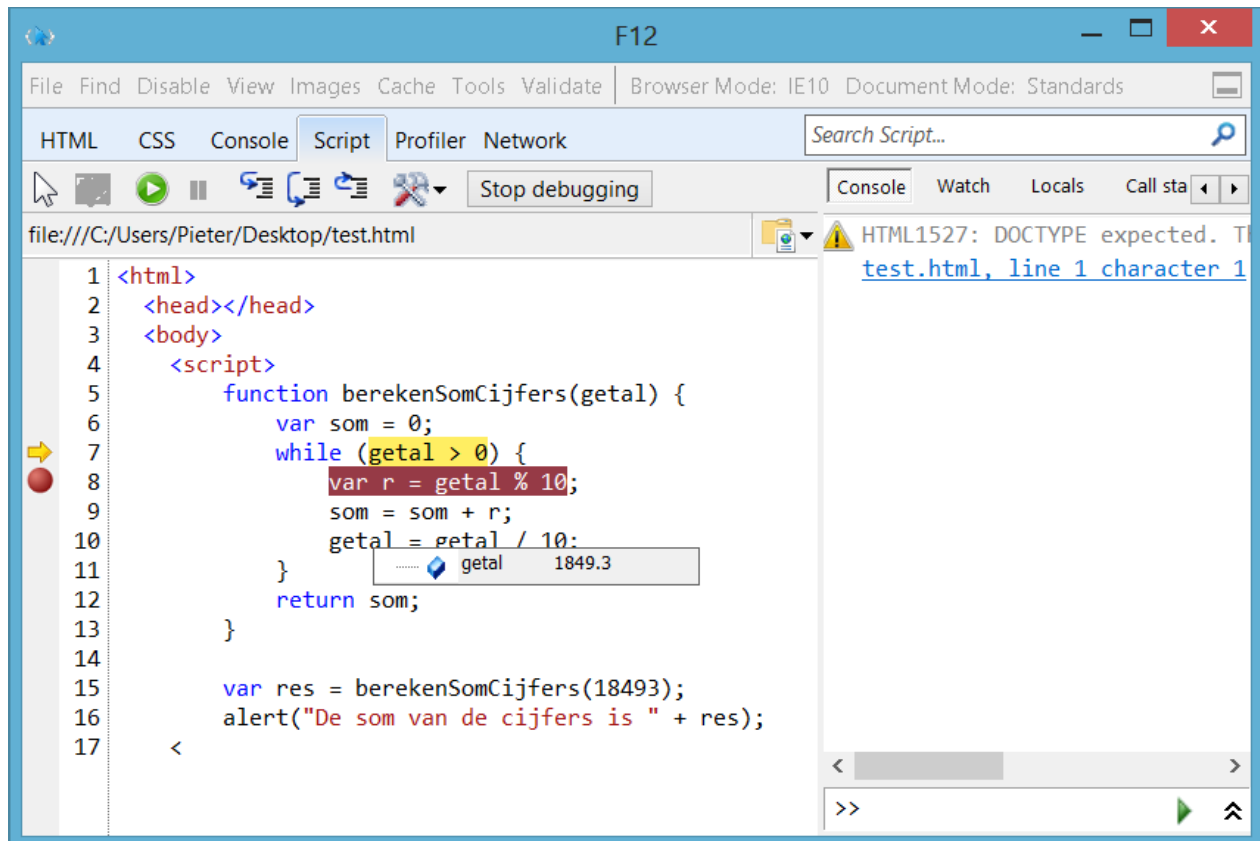 F12
File Find Disable View Images Cache Tools Validate Browser Mode: IE10 Document Mode: Standards
HTML CSS Console Script Profiler Network Search Script...
Stop debugging Console Watch Locals Call sta
file:///C:/Users/Pieter/Desktop/test.html
HTML1527: DOCTYPE expected. Th
test.html, line 1 character 1
1 <html>
2 <head></head>
3 <body>
4 <script>
5 function berekenSomCijfers(getal) {
6 var som = 0;
7 while (getal > 0) {
8 var r = getal % 10;
9 som = som + r;
10 getal = getal / 10;
getal 1849.3
11 }
12 return som;
13 }
14
15 var res = berekenSomCijfers(18493);
16 alert("De som van de cijfers is " + res);
17 <
>>